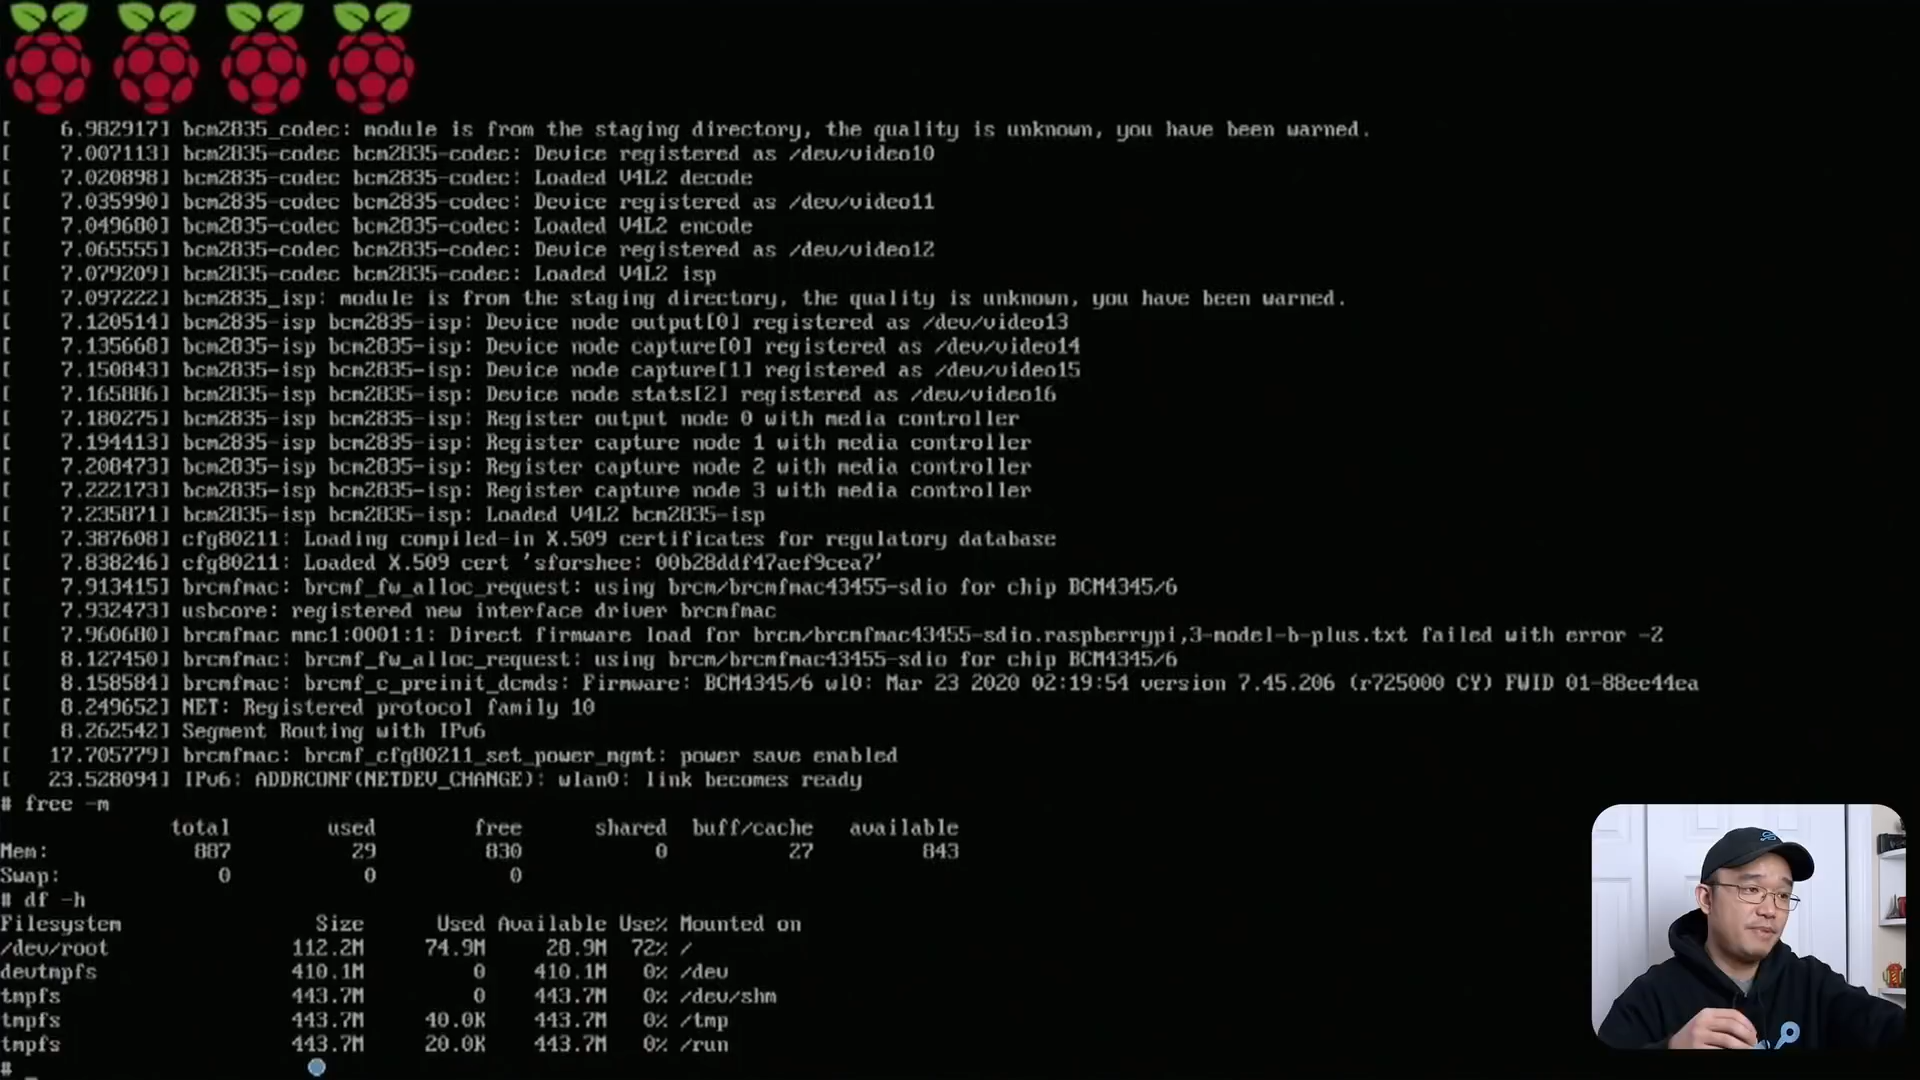 [    6.982917] bcm2835_codec: module is from the staging directory, the quality is unknown, you have been warned.
[    7.007113] bcm2835-codec bcm2835-codec: Device registered as /dev/video10
[    7.020898] bcm2835-codec bcm2835-codec: Loaded V4L2 decode
[    7.035990] bcm2835-codec bcm2835-codec: Device registered as /dev/video11
[    7.049680] bcm2835-codec bcm2835-codec: Loaded V4L2 encode
[    7.065555] bcm2835-codec bcm2835-codec: Device registered as /dev/video12
[    7.079209] bcm2835-codec bcm2835-codec: Loaded V4L2 isp
[    7.097222] bcm2835_isp: module is from the staging directory, the quality is unknown, you have been warned.
[    7.120514] bcm2835-isp bcm2835-isp: Device node output[0] registered as /dev/video13
[    7.135668] bcm2835-isp bcm2835-isp: Device node capture[0] registered as /dev/video14
[    7.150843] bcm2835-isp bcm2835-isp: Device node capture[1] registered as /dev/video15
[    7.165886] bcm2835-isp bcm2835-isp: Device node stats[2] registered as /dev/video16
[    7.180275] bcm2835-isp bcm2835-isp: Register output node 0 with media controller
[    7.194413] bcm2835-isp bcm2835-isp: Register capture node 1 with media controller
[    7.208473] bcm2835-isp bcm2835-isp: Register capture node 2 with media controller
[    7.222173] bcm2835-isp bcm2835-isp: Register capture node 3 with media controller
[    7.235871] bcm2835-isp bcm2835-isp: Loaded V4L2 bcm2835-isp
[    7.387608] cfg80211: Loading compiled-in X.509 certificates for regulatory database
[    7.838246] cfg80211: Loaded X.509 cert 'sforshee: 00b28ddf47aef9cea7'
[    7.913415] brcmfmac: brcmf_fw_alloc_request: using brcm/brcmfmac43455-sdio for chip BCM4345/6
[    7.932473] usbcore: registered new interface driver brcmfmac
[    7.960680] brcmfmac mmc1:0001:1: Direct firmware load for brcm/brcmfmac43455-sdio.raspberrypi,3-model-b-plus.txt failed with error -2
[    8.127450] brcmfmac: brcmf_fw_alloc_request: using brcm/brcmfmac43455-sdio for chip BCM4345/6
[    8.158584] brcmfmac: brcmf_c_preinit_dcmds: Firmware: BCM4345/6 wl0: Mar 23 2020 02:19:54 version 7.45.206 (r725000 CY) FWID 01-88ee44ea
[    8.249652] NET: Registered protocol family 10
[    8.262542] Segment Routing with IPv6
[   17.705779] brcmfmac: brcmf_cfg80211_set_power_mgmt: power save enabled
[   23.528094] IPv6: ADDRCONF(NETDEV_CHANGE): wlan0: link becomes ready
# free -m
total used free shared buff/cache available
Mem: 887 29 830 0 27 843
Swap: 0 0 0
# df -h
Filesystem Size Used Available Use% Mounted on
/dev/root 112.2M 74.9M 28.9M 72% /
devtmpfs 410.1M 0 410.1M 0% /dev
tmpfs 443.7M 0 443.7M 0% /dev/shm
tmpfs 443.7M 40.0K 443.7M 0% /tmp
tmpfs 443.7M 20.0K 443.7M 0% /run
# _